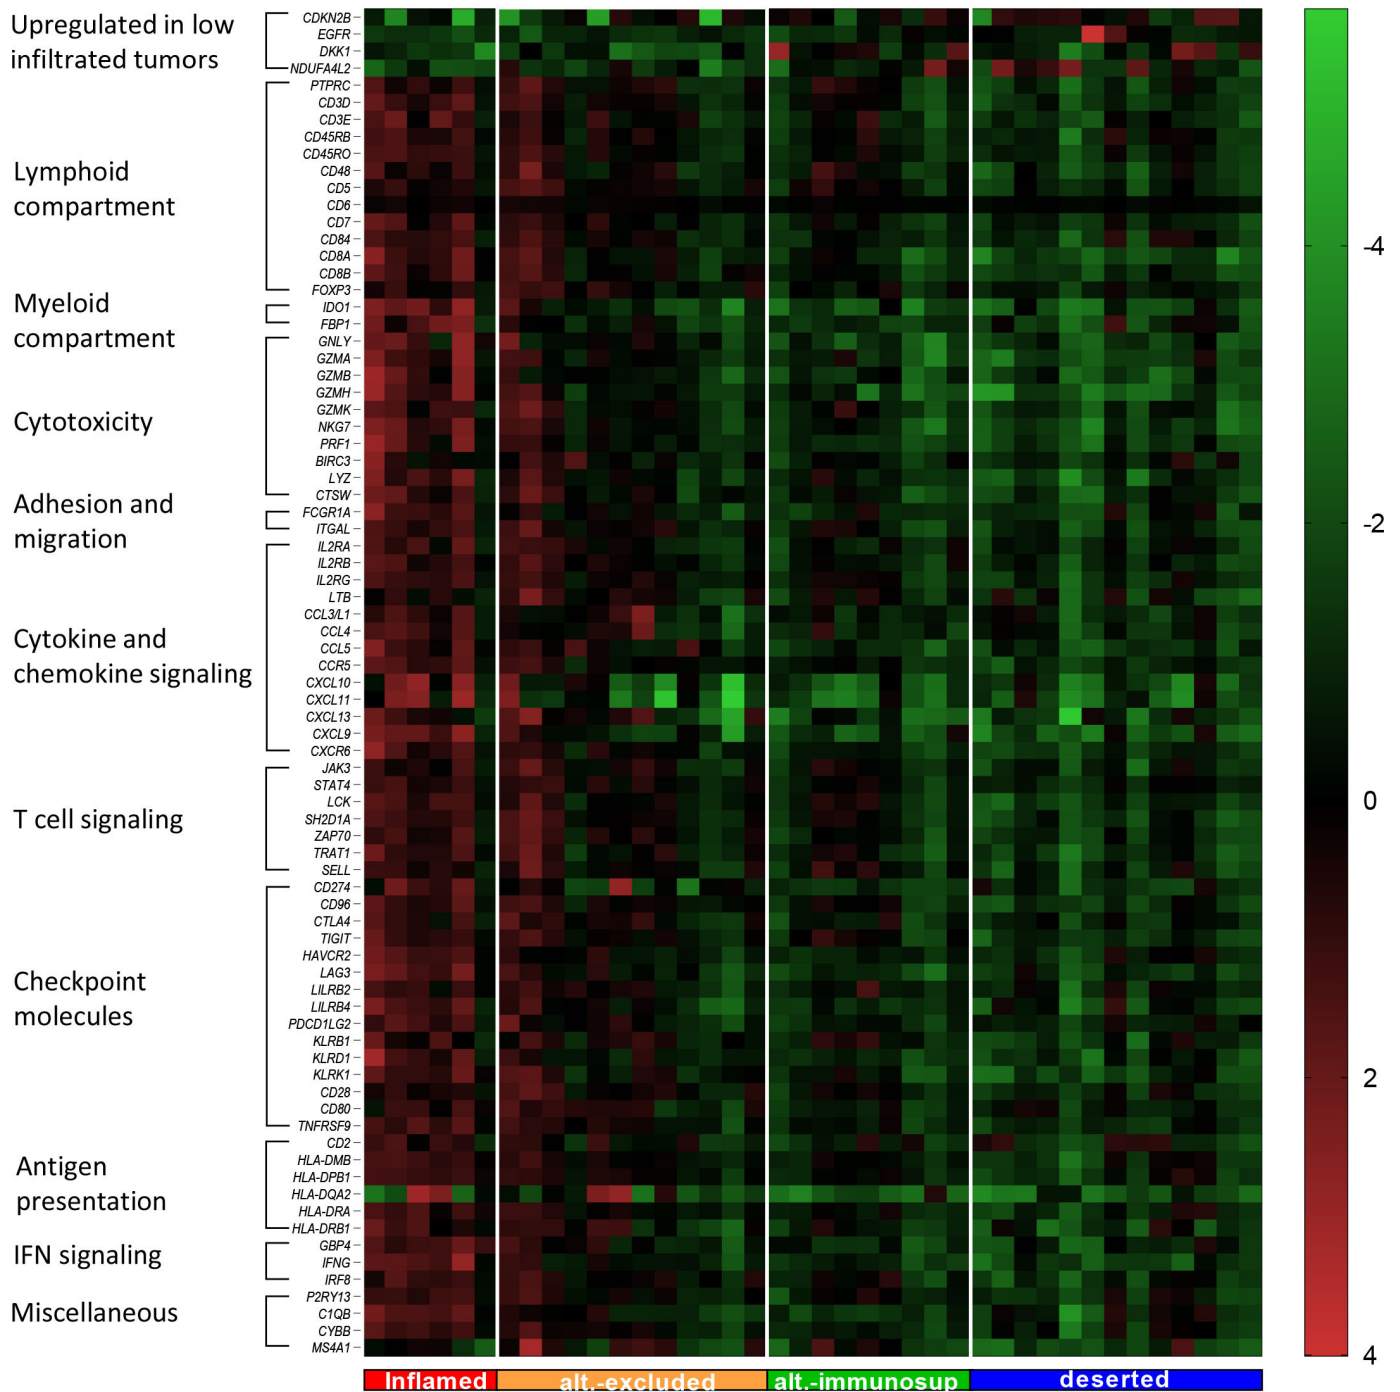 Upregulated in low
infiltrated tumors
CDKN2B
EGFR
DKK1
NDUFA4L2
Lymphoid
compartment
PTPRC
CD3D
CD3E
CD45RB
CD45RO
CD48
CD5
CD6
CD7
CD84
CD8A
CD8B
FOXP3
Myeloid
compartment
IDO1
FBP1
Cytotoxicity
GNLY
GZMA
GZMB
GZMH
GZMK
NKG7
PRF1
BIRC3
LYZ
CTSW
Adhesion and
migration
FCGR1A
ITGAL
Cytokine and
chemokine signaling
IL2RA
IL2RB
IL2RG
LTB
CCL3/L1
CCL4
CCL5
CCR5
CXCL10
CXCL11
CXCL13
CXCL9
CXCR6
T cell signaling
JAK3
STAT4
LCK
SH2D1A
ZAP70
TRAT1
SELL
Checkpoint
molecules
CD274
CD96
CTLA4
TIGIT
HAVCR2
LAG3
LILRB2
LILRB4
PDCD1LG2
KLRB1
KLRD1
KLRK1
CD28
CD80
TNFRSF9
Antigen
presentation
CD2
HLA-DMB
HLA-DPB1
HLA-DQA2
HLA-DRA
HLA-DRB1
IFN signaling
GBP4
IFNG
IRF8
Miscellaneous
P2RY13
C1QB
CYBB
MS4A1
Inflamed
alt.-excluded
alt.-immunosup
deserted
-4
-2
0
2
4